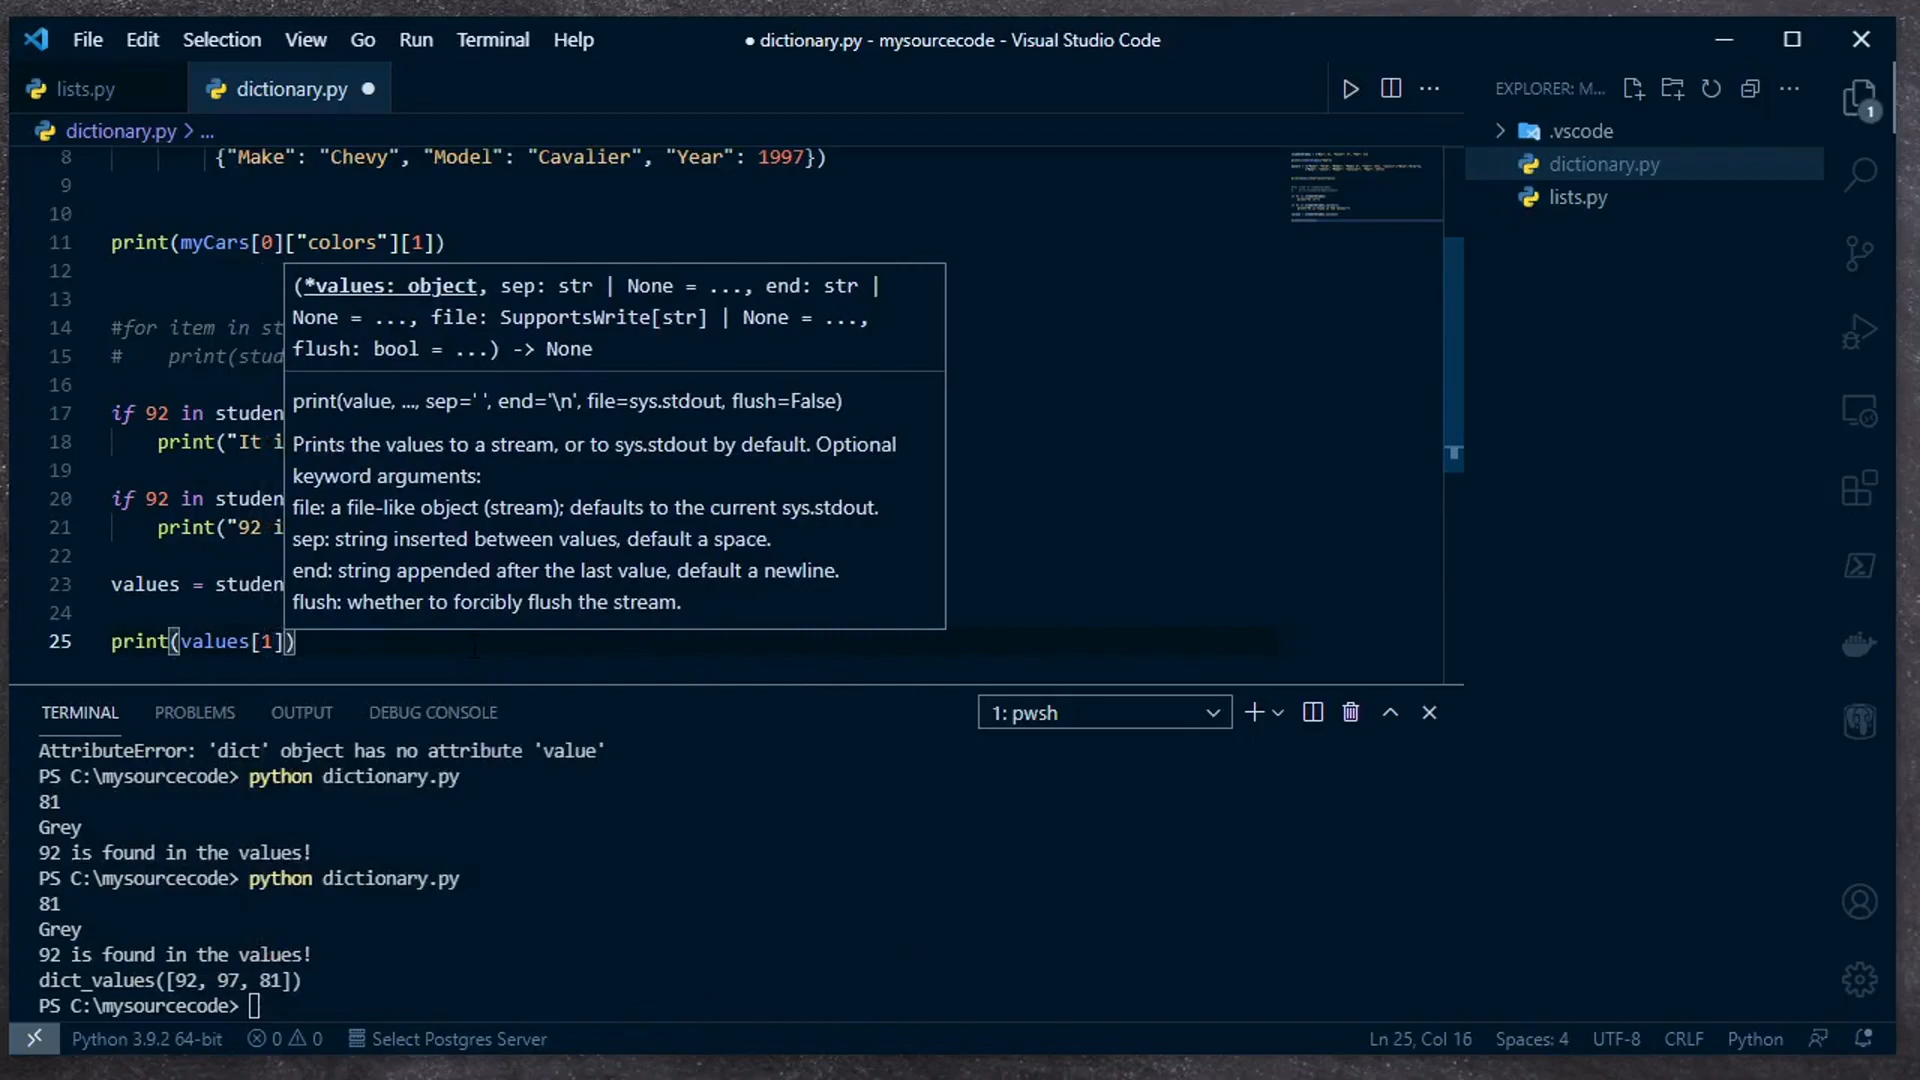 File Edit Selection View Go Run Terminal Help
● dictionary.py - mysourcecode - Visual Studio Code
lists.py
dictionary.py
EXPLORER: M...
dictionary.py > ...
.vscode
dictionary.py
lists.py
1
8 {"Make": "Chevy", "Model": "Cavalier", "Year": 1997})
9
10
11 print(myCars[0]["colors"][1])
12
13
14 #for item in st
15 # print(stud
16
17 if 92 in studen
18 print("It i
19
20 if 92 in studen
21 print("92 i
22
23 values = studen
24
25 print(values[1])
(*values: object, sep: str | None = ..., end: str |
None = ..., file: SupportsWrite[str] | None = ...,
flush: bool = ...) -> None
print(value, ..., sep=' ', end='\n', file=sys.stdout, flush=False)
Prints the values to a stream, or to sys.stdout by default. Optional
keyword arguments:
file: a file-like object (stream); defaults to the current sys.stdout.
sep: string inserted between values, default a space.
end: string appended after the last value, default a newline.
flush: whether to forcibly flush the stream.
TERMINAL PROBLEMS OUTPUT DEBUG CONSOLE
1: pwsh
AttributeError: 'dict' object has no attribute 'value'
PS C:\mysourcecode> python dictionary.py
81
Grey
92 is found in the values!
PS C:\mysourcecode> python dictionary.py
81
Grey
92 is found in the values!
dict_values([92, 97, 81])
PS C:\mysourcecode>
Python 3.9.2 64-bit 0 0 Select Postgres Server
Ln 25, Col 16 Spaces: 4 UTF-8 CRLF Python